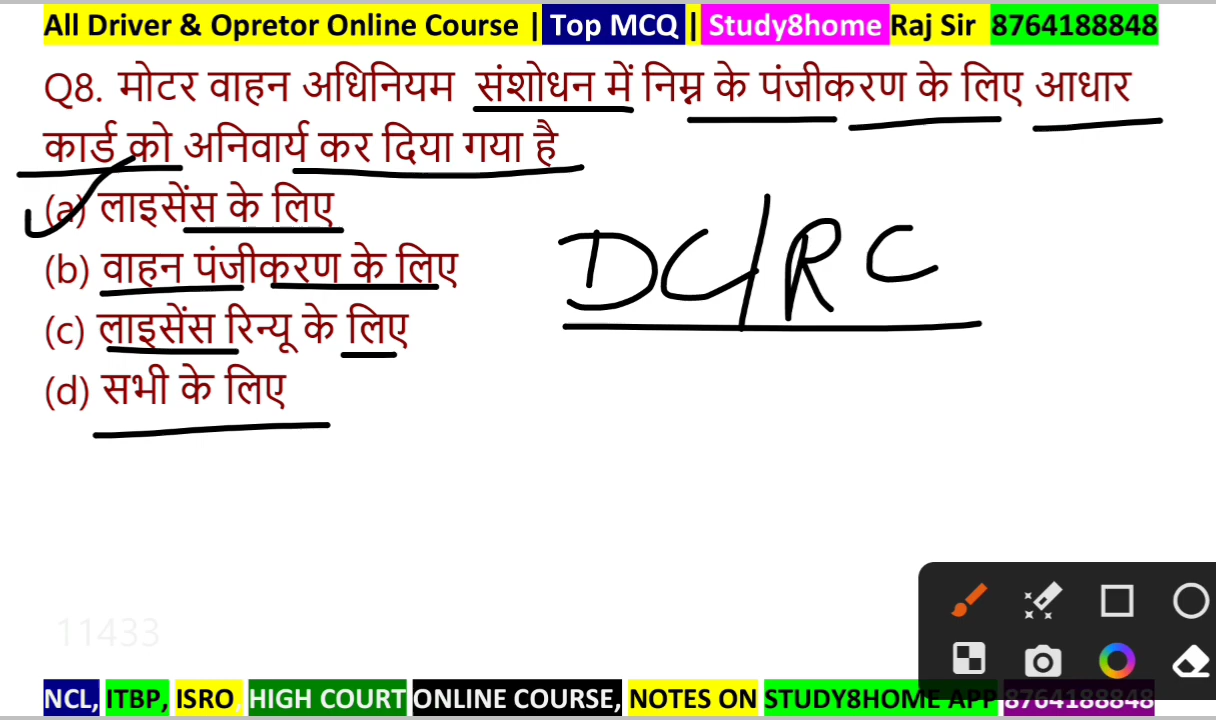 All Driver & Opretor Online Course | Top MCQ | Study8home Raj Sir 8764188848
Q8. मोटर वाहन अधिनियम संशोधन में निम्न के पंजीकरण के लिए आधार
कार्ड को अनिवार्य कर दिया गया है
(a) लाइसेंस के लिए
(b) वाहन पंजीकरण के लिए
(c) लाइसेंस रिन्यू के लिए
(d) सभी के लिए
DC/RC
11433
NCL, ITBP, ISRO, HIGH COURT ONLINE COURSE, NOTES ON STUDY8HOME APP 8764188848